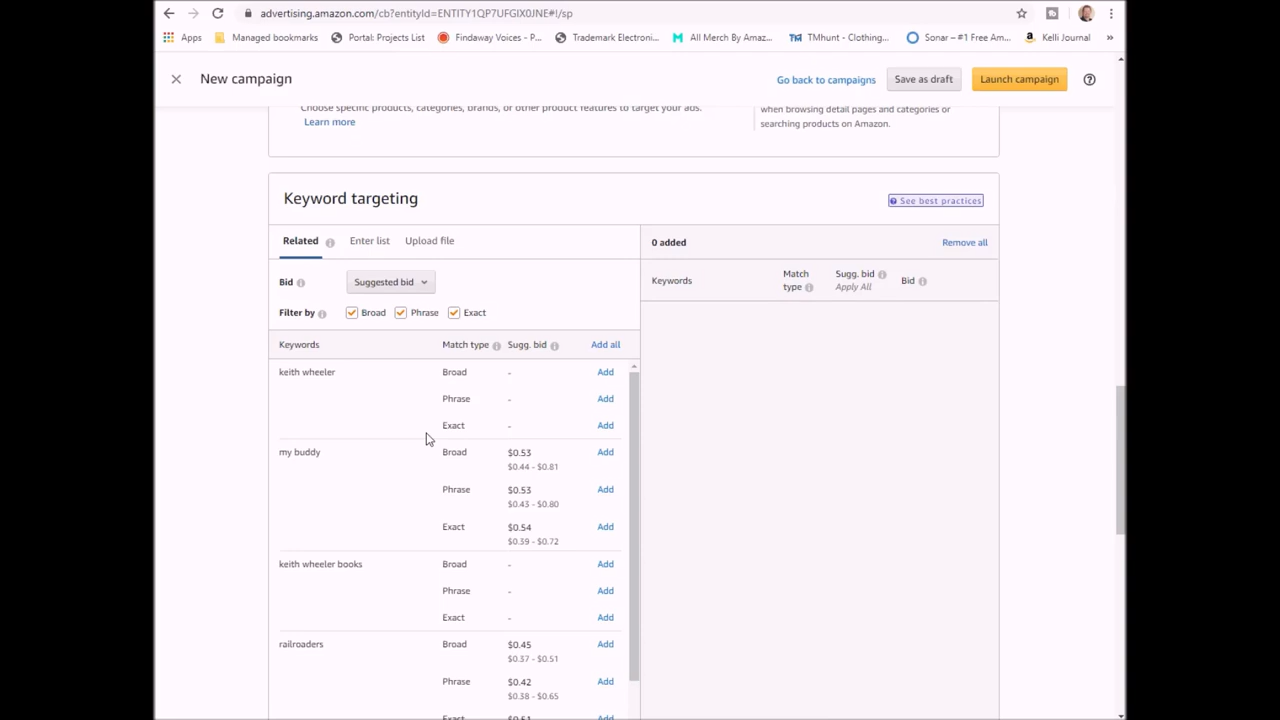 advertising.amazon.com/cb?entityId=ENTITY1QP7UFGIX0JNE#!/sp
Apps Managed bookmarks Portal: Projects List Findaway Voices - P... Trademark Electroni... All Merch By Amaz... TMhunt - Clothing,... Sonar – #1 Free Am... Kelli Journal »
New campaign Go back to campaigns Save as draft Launch campaign
Choose specific products, categories, brands, or other product features to target your ads.
Learn more
when browsing detail pages and categories or
searching products on Amazon.
Keyword targeting See best practices
Related Enter list Upload file
0 added Remove all
Bid Suggested bid
Keywords Match type Sugg. bid Apply All Bid
Filter by Broad Phrase Exact
Keywords Match type Sugg. bid Add all
keith wheeler Broad - Add
Phrase - Add
Exact - Add
my buddy Broad $0.53 Add
$0.44 - $0.81
Phrase $0.53 Add
$0.43 - $0.80
Exact $0.54 Add
$0.39 - $0.72
keith wheeler books Broad - Add
Phrase - Add
Exact - Add
railroaders Broad $0.45 Add
$0.37 - $0.51
Phrase $0.42 Add
$0.38 - $0.65
Exact $0.51 Add